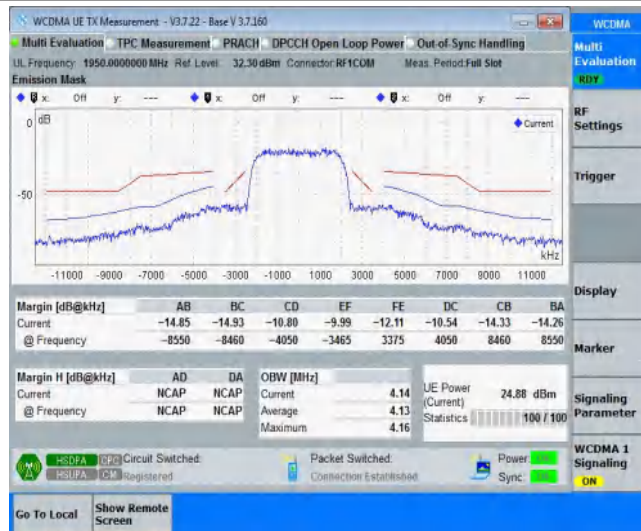 WCDMA UE TX Measurement - V3.7.22 - Base V 3.7.160
WCDMA
Multi Evaluation TPC Measurement PRACH DPCCH Open Loop Power Out-of-Sync Handling
UL Frequency: 1950.0000000 MHz Ref. Level: 32.30 dBm Connector: RF1COM Meas. Period: Full Slot
Emission Mask
x: Off y: --- x: Off y: --- x: Off y: ---
dB
Current
0
-50
kHz
-11000 -9000 -7000 -5000 -3000 -1000 1000 3000 5000 7000 9000 11000
Margin [dB@kHz] AB BC CD EF FE DC CB BA
Current -14.85 -14.93 -10.80 -9.99 -12.11 -10.54 -14.33 -14.26
@ Frequency -8550 -8460 -4050 -3465 3375 4050 8460 8550
Margin H [dB@kHz] AD DA
Current NCAP NCAP
@ Frequency NCAP NCAP
OBW [MHz]
Current 4.14
Average 4.13
Maximum 4.16
UE Power (Current) 24.88 dBm
Statistics 100 / 100
HSDPA CPC Circuit Switched: Packet Switched: Power:
HSUPA CM Registered Connection Established Sync:
Multi Evaluation
RDY
RF Settings
Trigger
Display
Marker
Signaling Parameter
WCDMA 1 Signaling
ON
Go To Local
Show Remote Screen